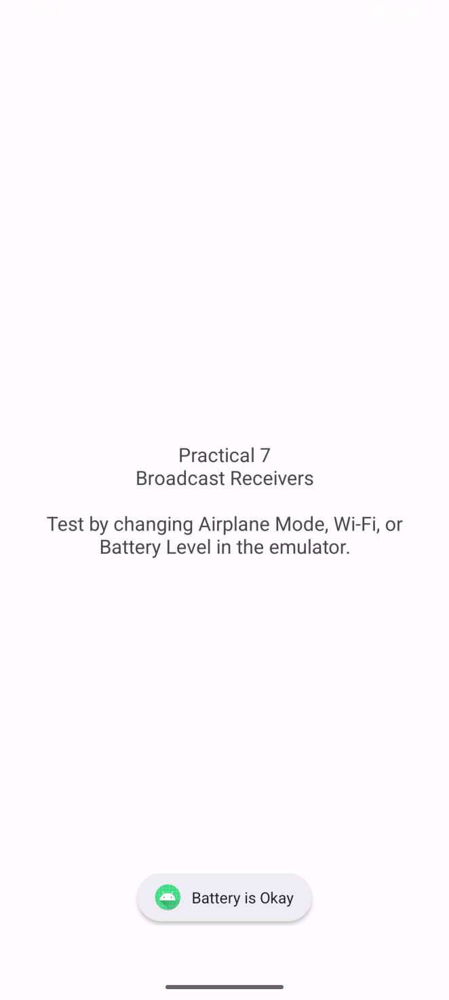 Practical 7
Broadcast Receivers
Test by changing Airplane Mode, Wi-Fi, or
Battery Level in the emulator.
Battery is Okay